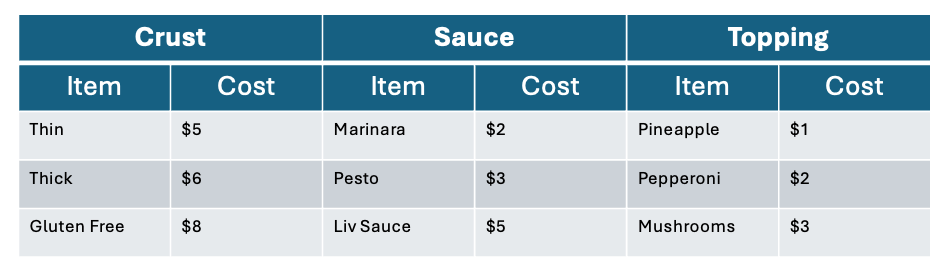 Crust Sauce Topping
Item Cost Item Cost Item Cost
Thin $5 Marinara $2 Pineapple $1
Thick $6 Pesto $3 Pepperoni $2
Gluten Free $8 Liv Sauce $5 Mushrooms $3